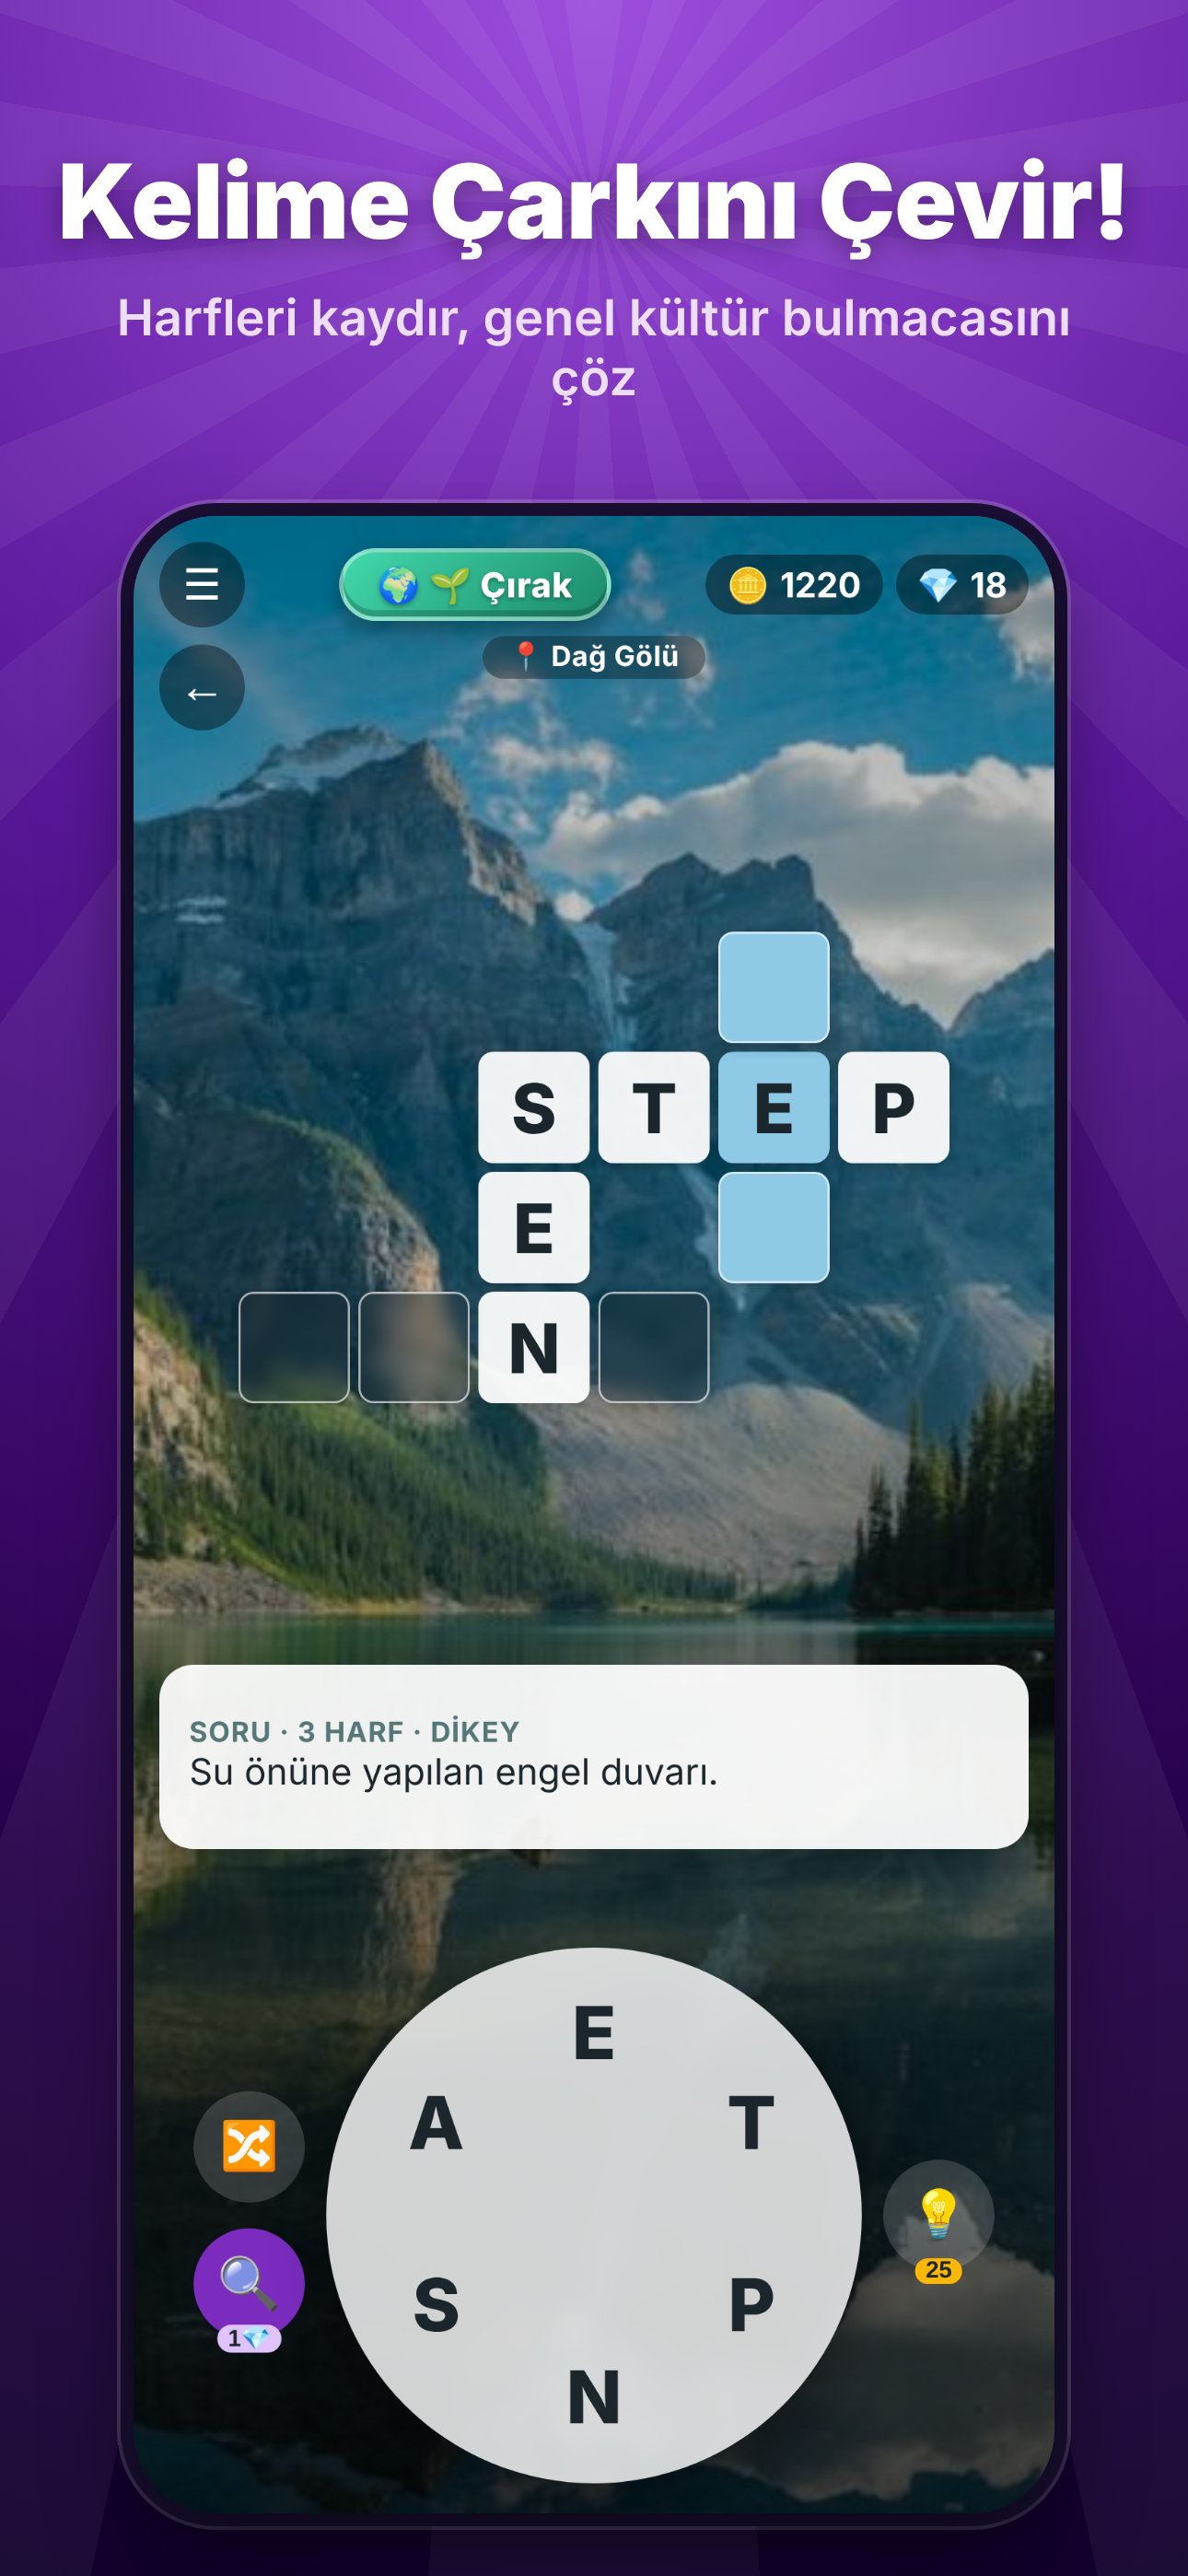 Kelime Çarkını Çevir!
Harfleri kaydır, genel kültür bulmacasını
çöz
☰ 🌍 🌱 Çırak 🪙 1220 💎 18
📍 Dağ Gölü
←
S T E P
E
N
SORU · 3 HARF · DİKEY
Su önüne yapılan engel duvarı.
E
A T
S P
N
25
1💎